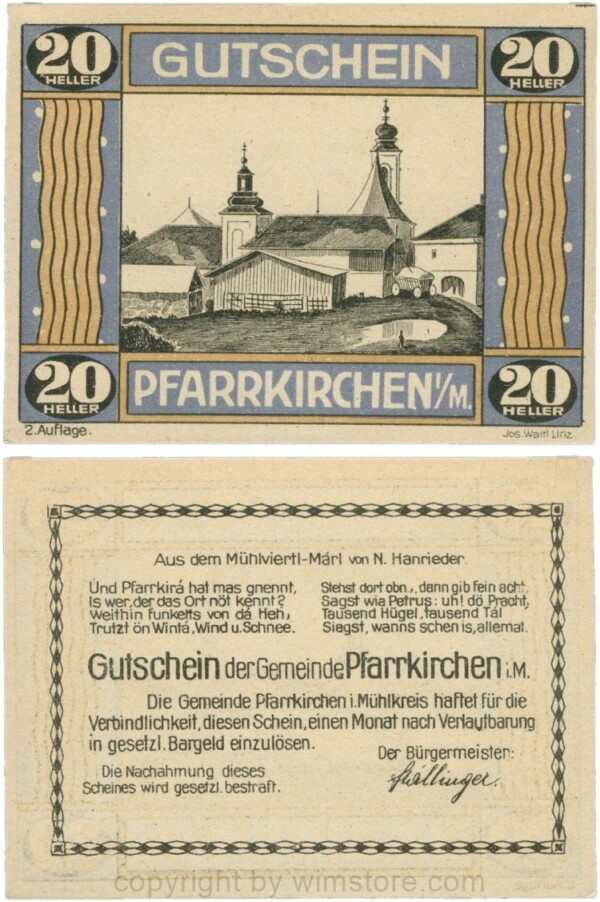 20 HELLER
GUTSCHEIN
20 HELLER
20 HELLER
PFARRKIRCHEN i/M.
20 HELLER
2. Auflage.
Jos. Waitl Linz.
Aus dem Mühlviertl-Márl von N. Hanrieder.
Und Pfarrkirá hat mas gnennt,
Is wer, der das Ort nöt kennt?
Weithin funkelts von dá Heh,
Trutzt ön Wintá, Wind u. Schnee.
Stehst dort obn, dann gib fein acht,
Sagst wia Petrus: uh! dö Pracht,
Tausend Hügel, tausend Tál
Siagst, wanns schen is, allemal.
Gutschein der Gemeinde Pfarrkirchen i. M.
Die Gemeinde Pfarrkirchen i. Mühlkreis haftet für die
Verbindlichkeit, diesen Schein, einen Monat nach Verlautbarung
in gesetzl. Bargeld einzulösen.
Der Bürgermeister:
Die Nachahmung dieses
Scheines wird gesetzl. bestraft.
copyright by wimstore.com